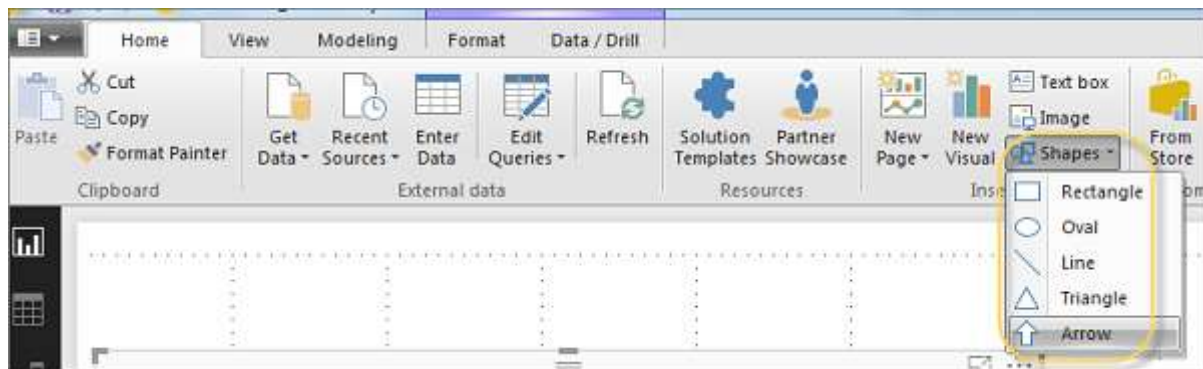 Home View Modeling Format Data / Drill
Paste
Cut
Copy
Format Painter
Clipboard
Get Data
Recent Sources
Enter Data
Edit Queries
Refresh
External data
Solution Templates
Partner Showcase
Resources
New Page
New Visual
Text box
Image
Shapes
From Store
Rectangle
Oval
Line
Triangle
Arrow